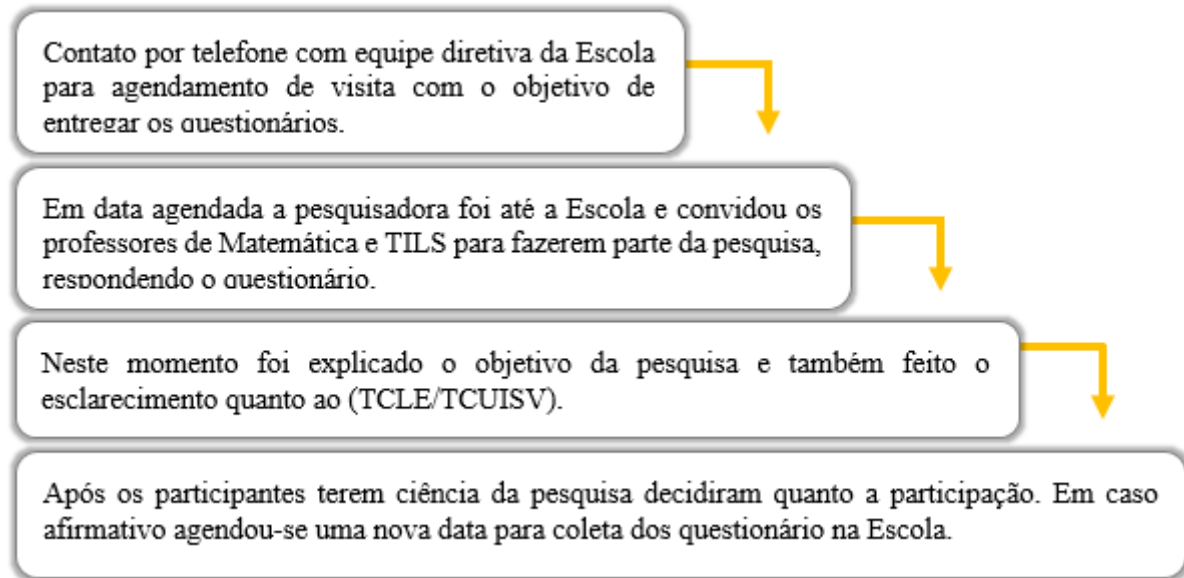 Contato por telefone com equipe diretiva da Escola
para agendamento de visita com o objetivo de
entregar os questionários.
Em data agendada a pesquisadora foi até a Escola e convidou os
professores de Matemática e TILS para fazerem parte da pesquisa,
respondendo o questionário.
Neste momento foi explicado o objetivo da pesquisa e também feito o
esclarecimento quanto ao (TCLE/TCUISV).
Após os participantes terem ciência da pesquisa decidiram quanto a participação. Em caso
afirmativo agendou-se uma nova data para coleta dos questionário na Escola.